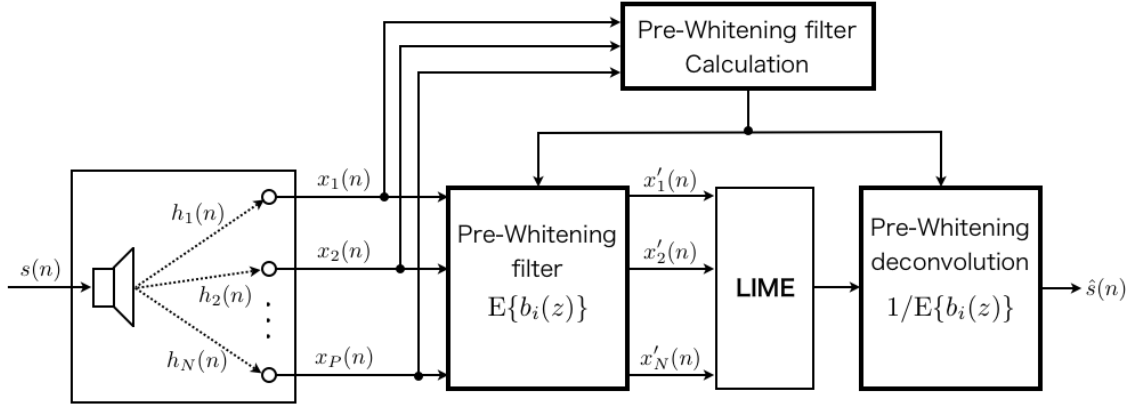 Pre-Whitening filter
Calculation
x_1(n)
x'_1(n)
h_1(n)
Pre-Whitening
filter
E{b_i(z)}
Pre-Whitening
deconvolution
1/E{b_i(z)}
s(n)
x_2(n)
x'_2(n)
h_2(n)
LIME
ŝ(n)
h_N(n)
x_P(n)
x'_N(n)